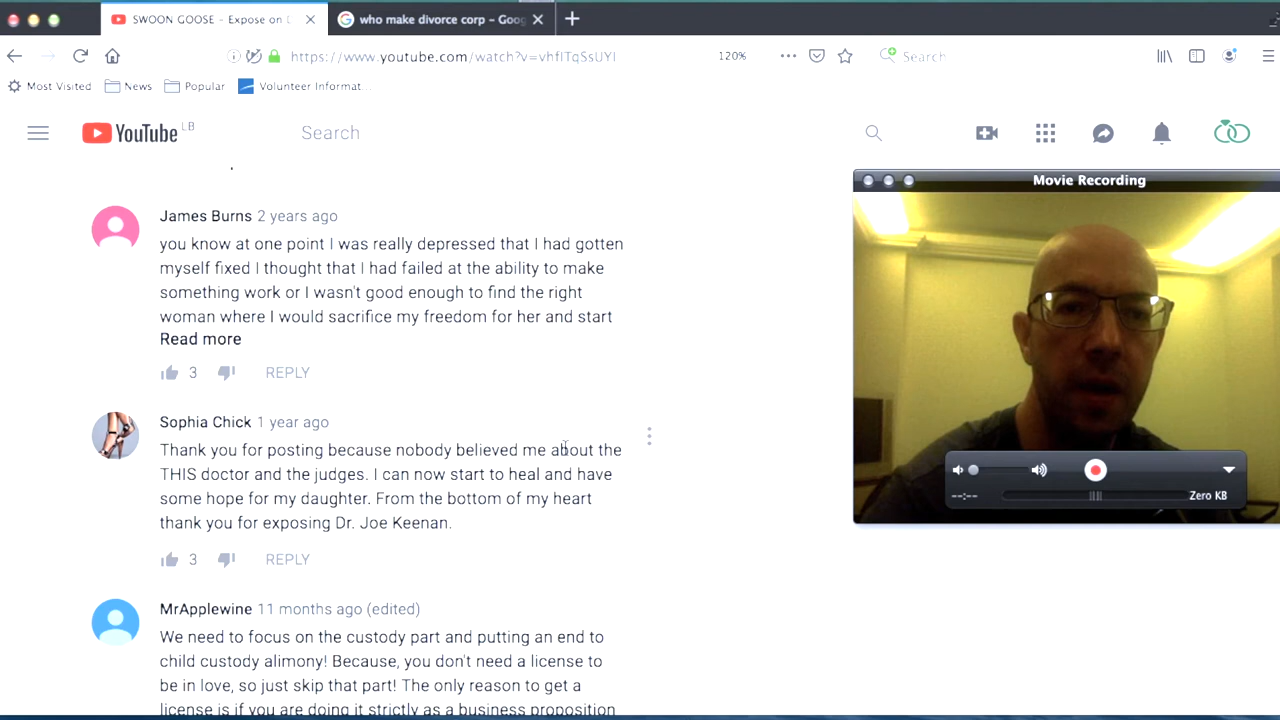 SWOON GOOSE - Expose on D
who make divorce corp – Goog
https://www.youtube.com/watch?v=vhfITqSsUYI
120%
Search
Most Visited
News
Popular
Volunteer Informat...
YouTube LB
Search
Movie Recording
James Burns 2 years ago
you know at one point I was really depressed that I had gotten
myself fixed I thought that I had failed at the ability to make
something work or I wasn't good enough to find the right
woman where I would sacrifice my freedom for her and start
Read more
3 REPLY
Sophia Chick 1 year ago
Thank you for posting because nobody believed me about the
THIS doctor and the judges. I can now start to heal and have
some hope for my daughter. From the bottom of my heart
thank you for exposing Dr. Joe Keenan.
--:-- Zero KB
3 REPLY
MrApplewine 11 months ago (edited)
We need to focus on the custody part and putting an end to
child custody alimony! Because, you don't need a license to
be in love, so just skip that part! The only reason to get a
license is if you are doing it strictly as a business proposition